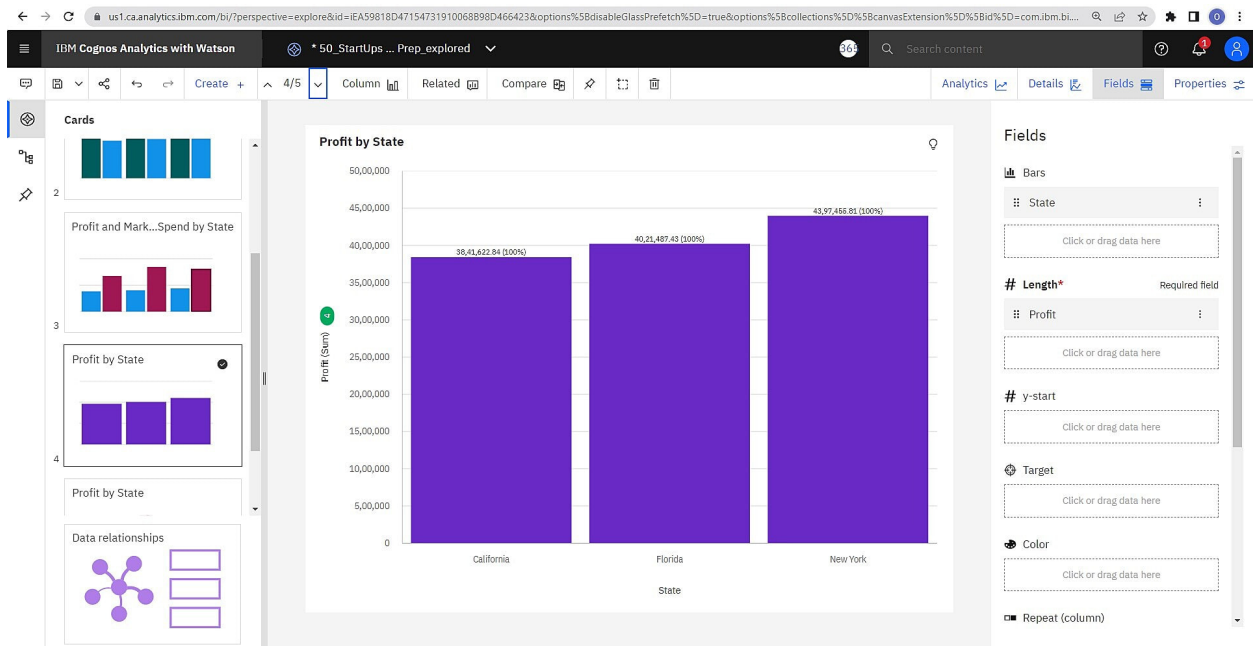 us1.ca.analytics.ibm.com/bi/?perspective=explore&id=iEA59818D47154731910068B98D466423&options%5BdisableGlassPrefetch%5D=true&options%5Bcollections%5D%5BcanvasExtension%5D%5Bid%5D=com.ibm.bi....
O
IBM Cognos Analytics with Watson
* 50_StartUps ... Prep_explored
365
Search content
1
Create +
4/5
Column
Related
Compare
Analytics
Details
Fields
Properties
Cards
2
Profit and Mark...Spend by State
3
Profit by State
4
Profit by State
Data relationships
Profit by State
50,00,000
45,00,000
40,00,000
35,00,000
30,00,000
25,00,000
20,00,000
15,00,000
10,00,000
5,00,000
0
Profit (Sum)
38,41,622.84 (100%)
40,21,487.43 (100%)
43,97,466.81 (100%)
California
Florida
New York
State
Fields
Bars
State
Click or drag data here
# Length*
Required field
Profit
Click or drag data here
# y-start
Click or drag data here
Target
Click or drag data here
Color
Click or drag data here
Repeat (column)